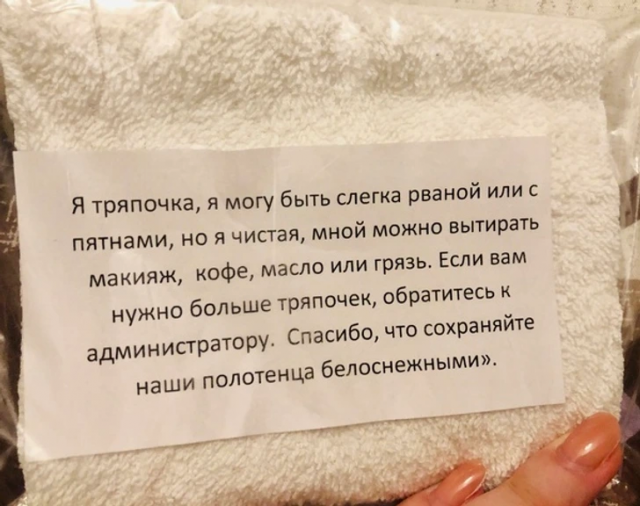 Я тряпочка, я могу быть слегка рваной или с
пятнами, но я чистая, мной можно вытирать
макияж, кофе, масло или грязь. Если вам
нужно больше тряпочек, обратитесь к
администратору. Спасибо, что сохраняйте
наши полотенца белоснежными».